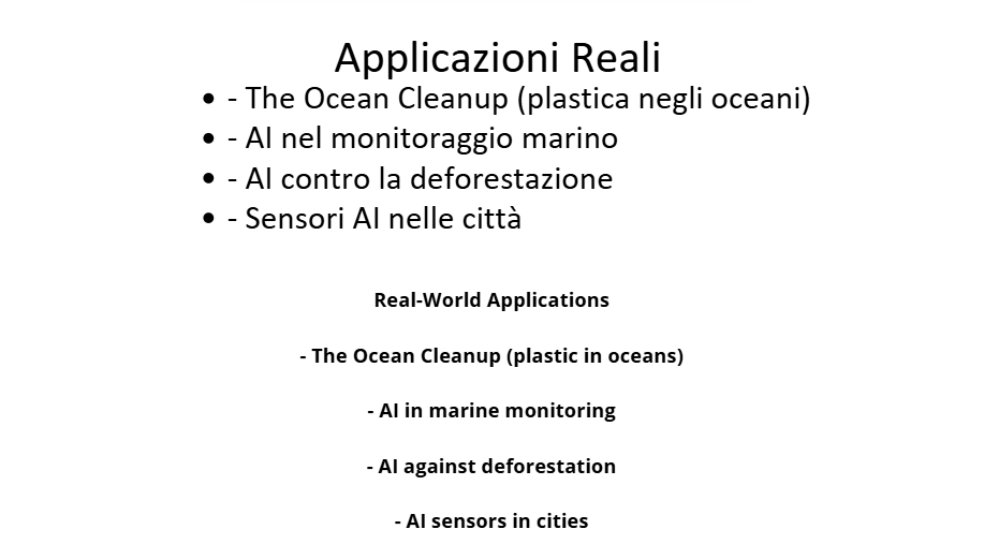 Applicazioni Reali
• - The Ocean Cleanup (plastica negli oceani)
• - AI nel monitoraggio marino
• - AI contro la deforestazione
• - Sensori AI nelle città
Real-World Applications
- The Ocean Cleanup (plastic in oceans)
- AI in marine monitoring
- AI against deforestation
- AI sensors in cities